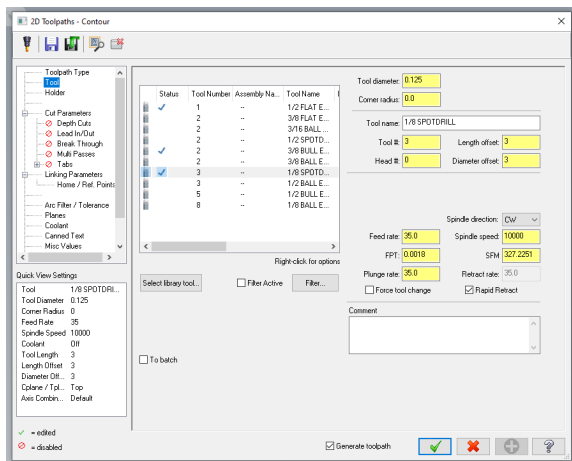 2D Toolpaths - Contour
Toolpath Type
Tool
Holder
Cut Parameters
Depth Cuts
Lead In/Out
Break Through
Multi Passes
Tabs
Linking Parameters
Home / Ref. Points
Arc Filter / Tolerance
Planes
Coolant
Canned Text
Misc Values
Quick View Settings
Tool 1/8 SPOTDRI...
Tool Diameter 0.125
Corner Radius 0
Feed Rate 35
Spindle Speed 10000
Coolant Off
Tool Length 3
Length Offset 3
Diameter Off... 3
Cplane / Tpl... Top
Axis Combin... Default
= edited
= disabled
Status Tool Number Assembly Na... Tool Name
1 -- 1/2 FLAT E...
2 -- 3/8 FLAT E...
2 -- 3/16 BALL ...
2 -- 1/2 SPOTD...
2 -- 3/8 BULL E...
2 -- 3/8 BALL E...
3 -- 1/8 SPOTD...
3 -- 1/2 BALL E...
5 -- 1/2 BULL E...
8 -- 1/8 BALL E...
Right-click for options
Select library tool...
Filter Active
Filter...
To batch
Tool diameter: 0.125
Corner radius: 0.0
Tool name: 1/8 SPOTDRILL
Tool #: 3 Length offset: 3
Head #: 0 Diameter offset: 3
Spindle direction: CW
Feed rate: 35.0 Spindle speed: 10000
FPT: 0.0018 SFM 327.2251
Plunge rate: 35.0 Retract rate: 35.0
Force tool change Rapid Retract
Comment
Generate toolpath